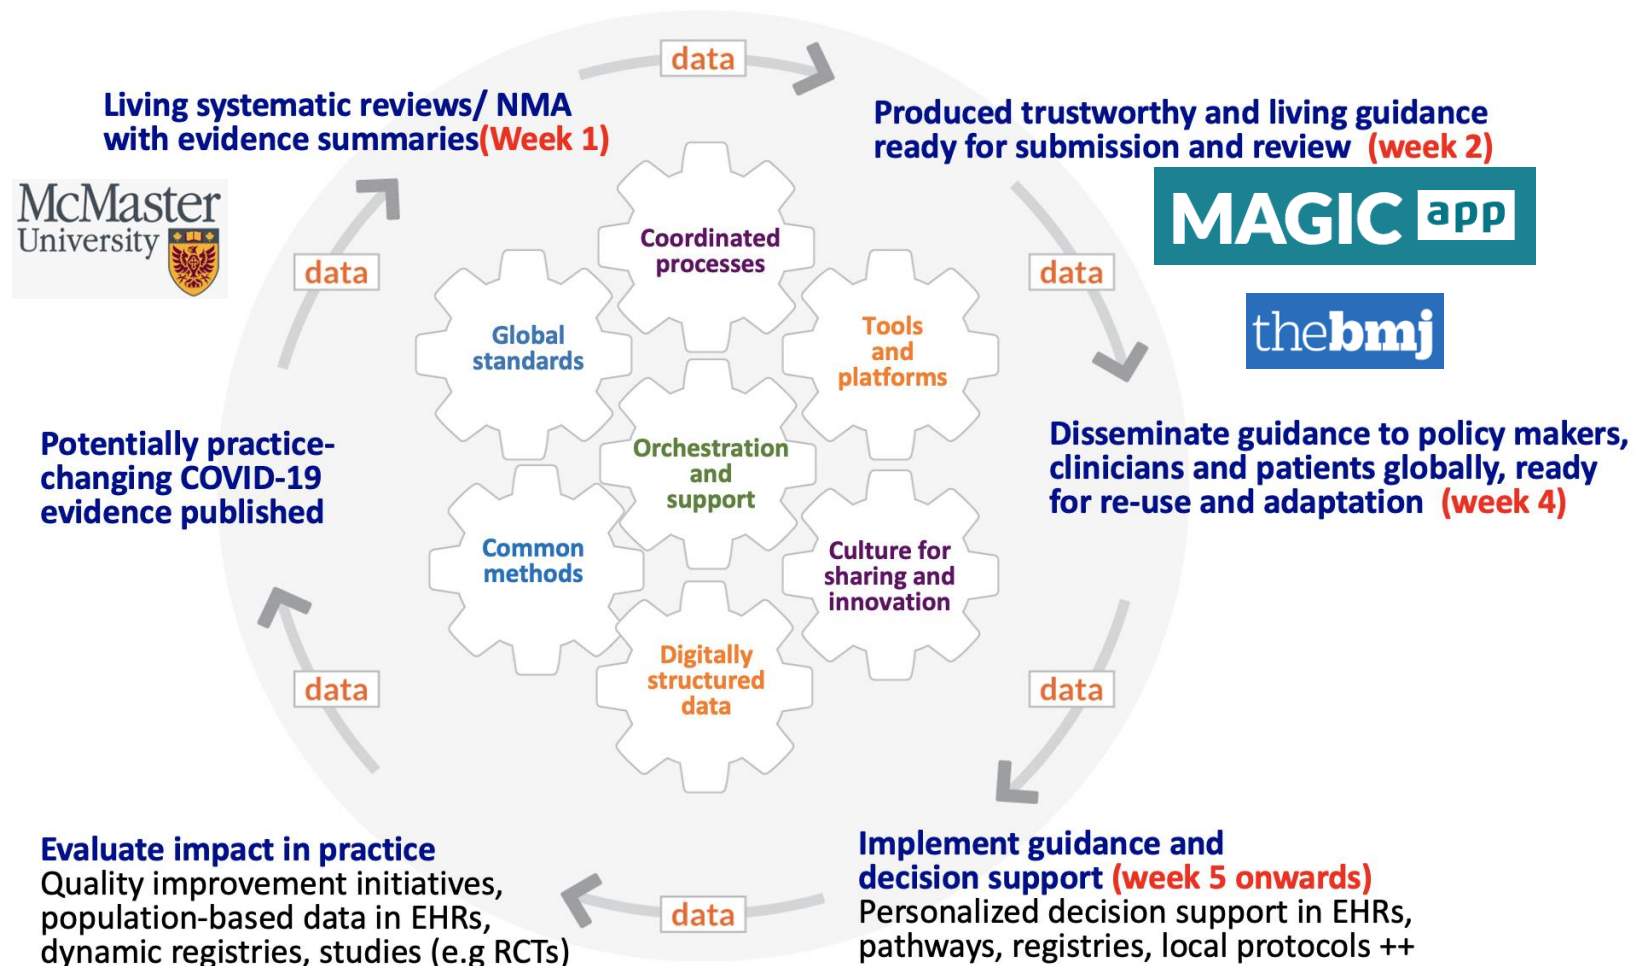 data
Living systematic reviews/ NMA
with evidence summaries(Week 1)
Produced trustworthy and living guidance
ready for submission and review (week 2)
McMaster
University
MAGIC app
thebmj
data
data
Coordinated
processes
Global
standards
Tools
and
platforms
Orchestration
and
support
Common
methods
Culture for
sharing and
innovation
Digitally
structured
data
Potentially practice-
changing COVID-19
evidence published
Disseminate guidance to policy makers,
clinicians and patients globally, ready
for re-use and adaptation (week 4)
data
data
Evaluate impact in practice
Quality improvement initiatives,
population-based data in EHRs,
dynamic registries, studies (e.g RCTs)
data
Implement guidance and
decision support (week 5 onwards)
Personalized decision support in EHRs,
pathways, registries, local protocols ++